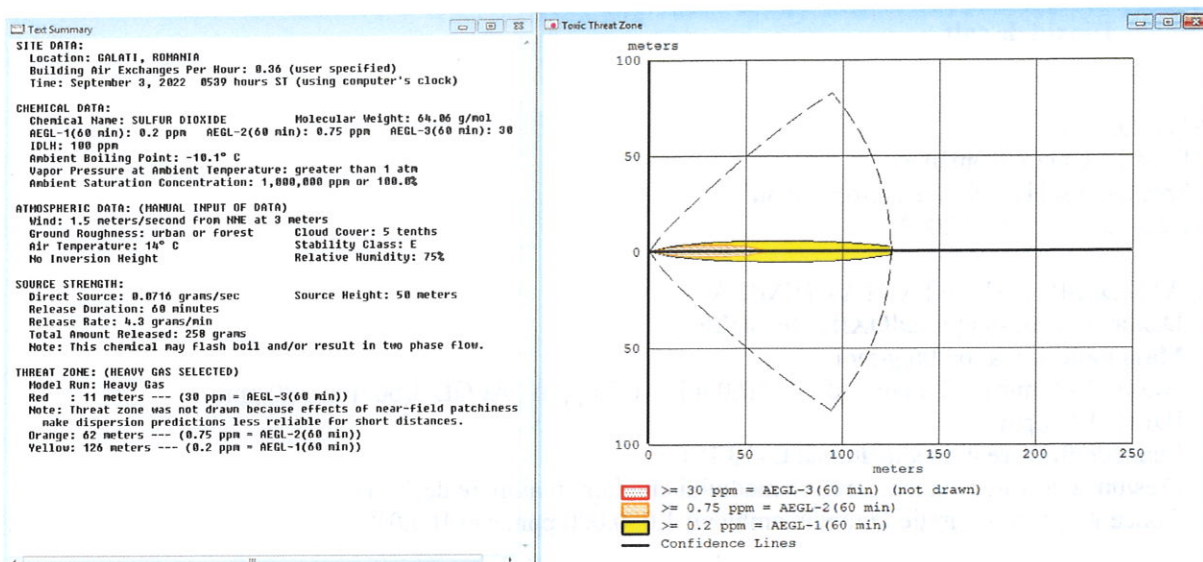 Text Summary
SITE DATA:
Location: GALATI, ROMANIA
Building Air Exchanges Per Hour: 0.36 (user specified)
Time: September 3, 2022 0539 hours ST (using computer's clock)
CHEMICAL DATA:
Chemical Name: SULFUR DIOXIDE Molecular Weight: 64.06 g/mol
AEGL-1(60 min): 0.2 ppm AEGL-2(60 min): 0.75 ppm AEGL-3(60 min): 30
IDLH: 100 ppm
Ambient Boiling Point: -10.1° C
Vapor Pressure at Ambient Temperature: greater than 1 atm
Ambient Saturation Concentration: 1,000,000 ppm or 100.0%
ATMOSPHERIC DATA: (MANUAL INPUT OF DATA)
Wind: 1.5 meters/second from NNE at 3 meters
Ground Roughness: urban or forest Cloud Cover: 5 tenths
Air Temperature: 14° C Stability Class: E
No Inversion Height Relative Humidity: 75%
SOURCE STRENGTH:
Direct Source: 0.0716 grams/sec Source Height: 50 meters
Release Duration: 60 minutes
Release Rate: 4.3 grams/min
Total Amount Released: 258 grams
Note: This chemical may flash boil and/or result in two phase flow.
THREAT ZONE: (HEAVY GAS SELECTED)
Model Run: Heavy Gas
Red : 11 meters --- (30 ppm = AEGL-3(60 min))
Note: Threat zone was not drawn because effects of near-field patchiness
make dispersion predictions less reliable for short distances.
Orange: 62 meters --- (0.75 ppm = AEGL-2(60 min))
Yellow: 126 meters --- (0.2 ppm = AEGL-1(60 min))
Toxic Threat Zone
meters
100
50
0
50
100
0 50 100 150 200 250
meters
>= 30 ppm = AEGL-3(60 min) (not drawn)
>= 0.75 ppm = AEGL-2(60 min)
>= 0.2 ppm = AEGL-1(60 min)
Confidence Lines